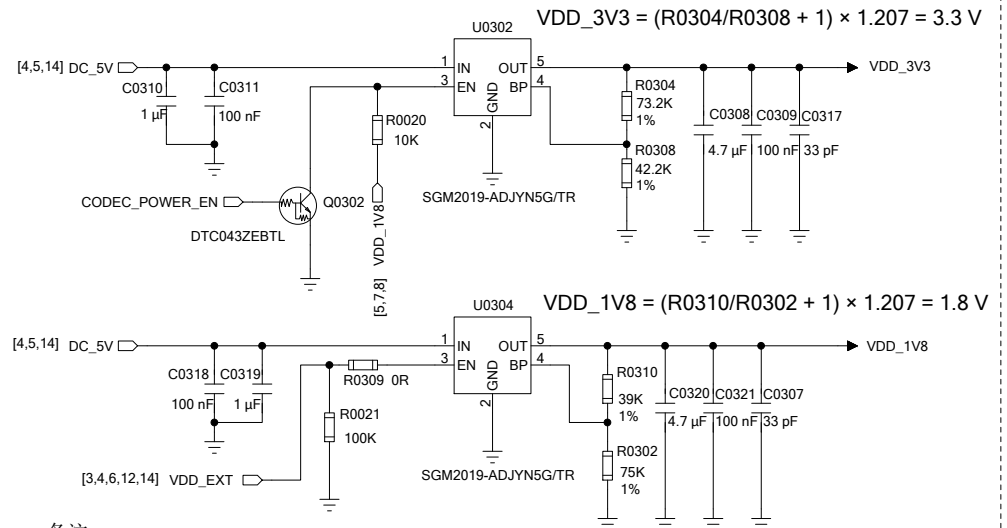 VDD_3V3 = (R0304/R0308 + 1) × 1.207 = 3.3 V
U0302
[4,5,14] DC_5V
1 IN
OUT 5
VDD_3V3
3 EN
BP 4
GND
2
C0310
1 µF
C0311
100 nF
R0020
10K
R0304
73.2K
1%
R0308
42.2K
1%
C0308
4.7 µF
C0309
100 nF
C0317
33 pF
SGM2019-ADJYN5G/TR
CODEC_POWER_EN
Q0302
DTC043ZEBTL
[5,7,8] VDD_1V8
VDD_1V8 = (R0310/R0302 + 1) × 1.207 = 1.8 V
U0304
[4,5,14] DC_5V
1 IN
OUT 5
VDD_1V8
3 EN
BP 4
GND
2
C0318
100 nF
C0319
1 µF
R0309 0R
R0021
100K
R0310
39K
1%
R0302
75K
1%
C0320
4.7 µF
C0321
100 nF
C0307
33 pF
[3,4,6,12,14] VDD_EXT
SGM2019-ADJYN5G/TR